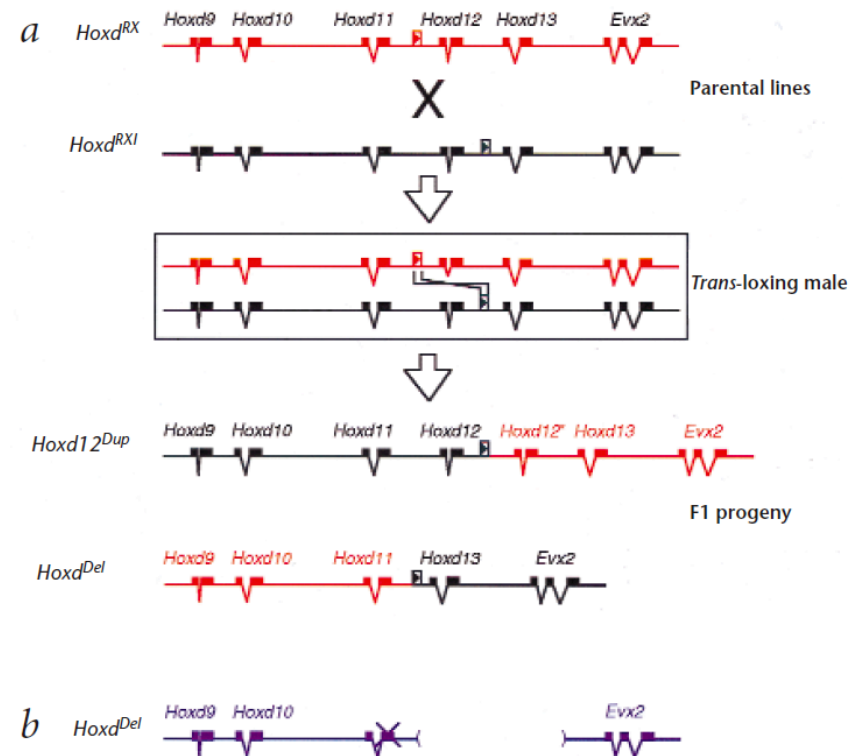 a
Hoxd9 Hoxd10 Hoxd11 Hoxd12 Hoxd13 Evx2
Hoxd^RX
Parental lines
X
Hoxd^RXI
Trans-loxing male
Hoxd9 Hoxd10 Hoxd11 Hoxd12 Hoxd12" Hoxd13 Evx2
Hoxd12^Dup
F1 progeny
Hoxd9 Hoxd10 Hoxd11 Hoxd13 Evx2
Hoxd^Del
b
Hoxd9 Hoxd10 Evx2
Hoxd^Del